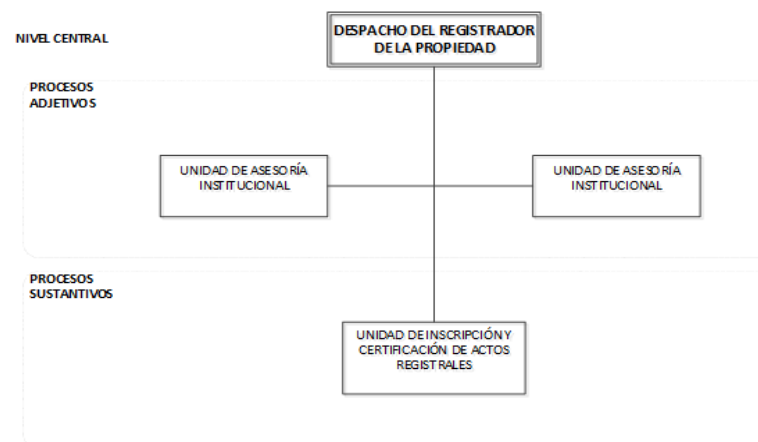 NIVEL CENTRAL
DESPACHO DEL REGISTRADOR
DE LA PROPIEDAD
PROCESOS
ADJETIVOS
UNIDAD DE ASESORÍA
INSTITUCIONAL
UNIDAD DE ASESORÍA
INSTITUCIONAL
PROCESOS
SUSTANTIVOS
UNIDAD DE INSCRIPCIÓN Y
CERTIFICACIÓN DE ACTOS
REGISTRALES